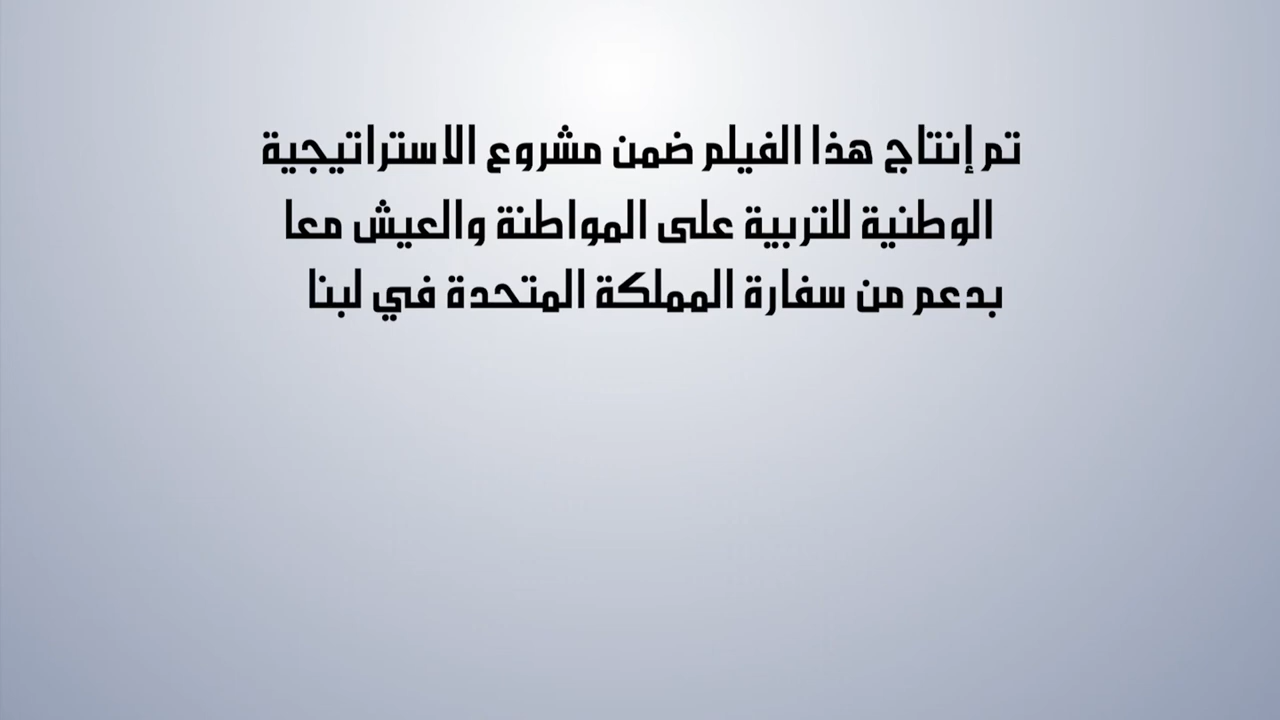 تم إنتاج هذا الفيلم ضمن مشروع الاستراتيجية
الوطنية للتربية على المواطنة والعيش معا
بدعم من سفارة المملكة المتحدة في لبنا